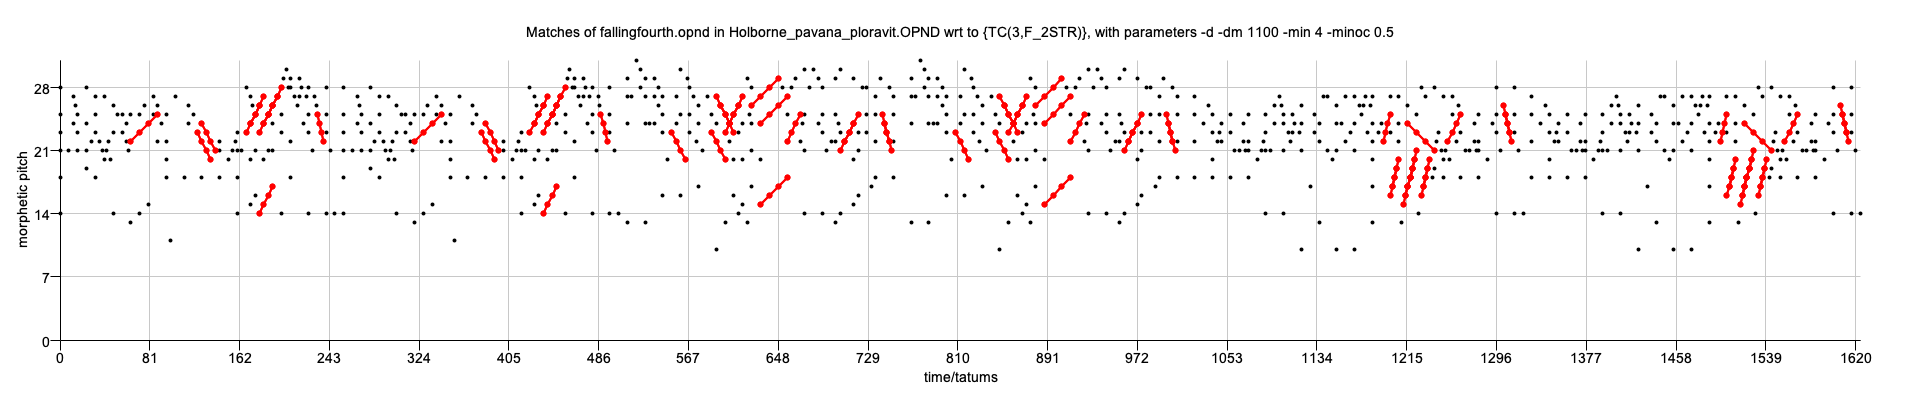 Matches of fallingfourth.opnd in Holborne_pavana_ploravit.OPND wrt to {TC(3,F_2STR)}, with parameters -d -dm 1100 -min 4 -minoc 0.5
morphetic pitch
28
21
14
7
0
0 81 162 243 324 405 486 567 648 729 810 891 972 1053 1134 1215 1296 1377 1458 1539 1620
time/tatums